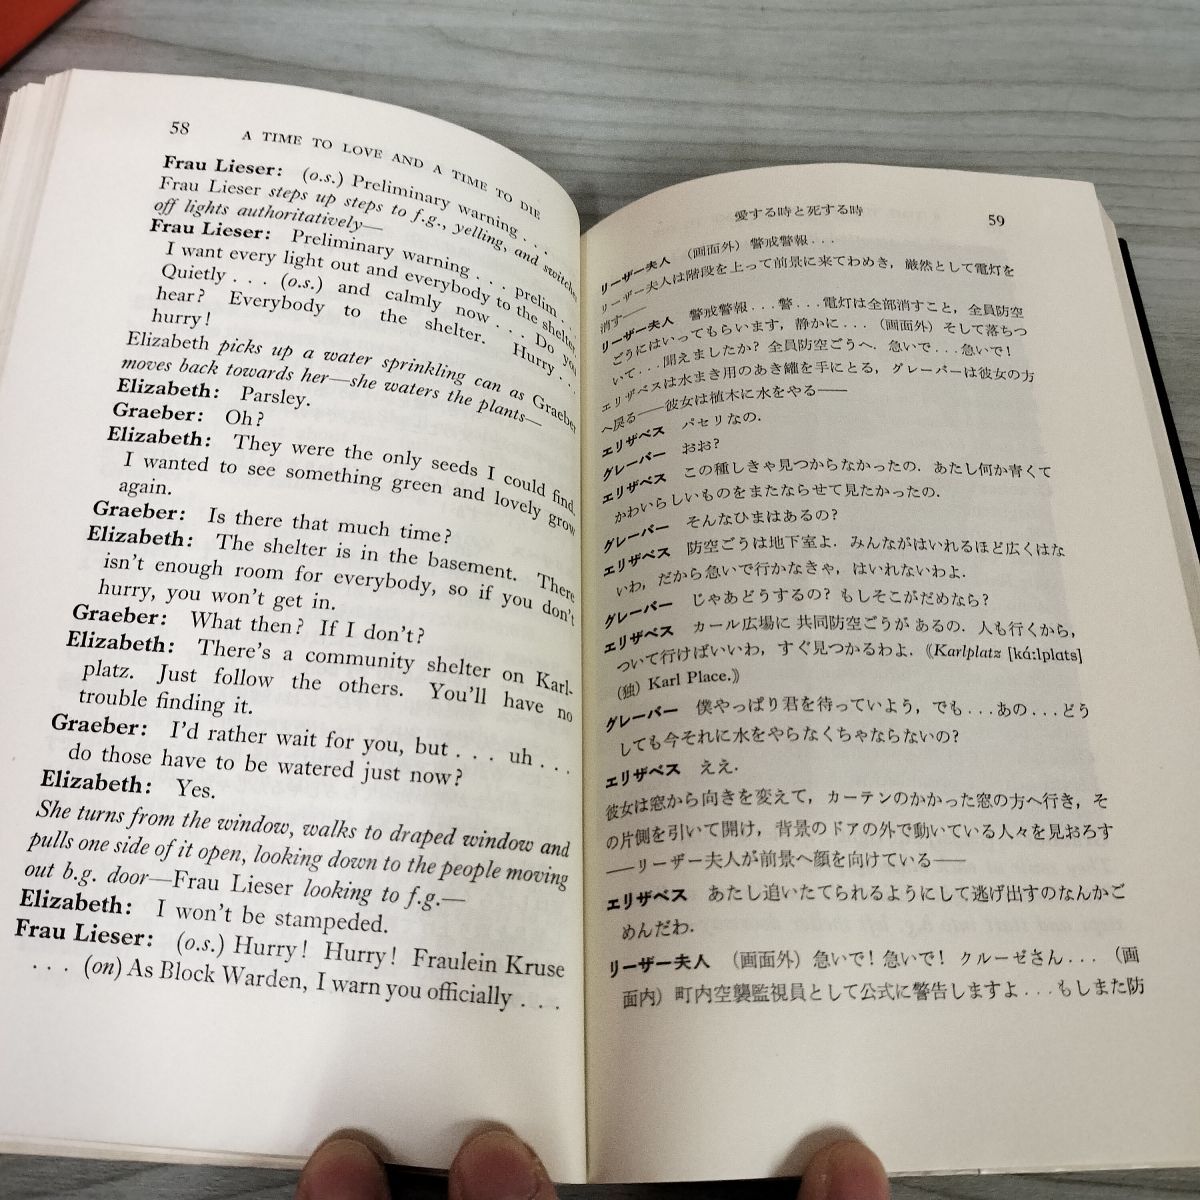 58 A TIME TO LOVE AND A TIME TO DIE
Frau Lieser: (o.s.) Preliminary warning . . .
Frau Lieser steps up steps to f.g., yelling, and switches
off lights authoritatively—
Frau Lieser: Preliminary warning . . . prelim . . .
I want every light out and everybody to the shelter.
Quietly . . . (o.s.) and calmly now . . . Do you
hear? Everybody to the shelter. Hurry . . .
hurry!
Elizabeth picks up a water sprinkling can as Graeber
moves back towards her—she waters the plants—
Elizabeth: Parsley.
Graeber: Oh?
Elizabeth: They were the only seeds I could find.
I wanted to see something green and lovely grow
again.
Graeber: Is there that much time?
Elizabeth: The shelter is in the basement. There
isn't enough room for everybody, so if you don't
hurry, you won't get in.
Graeber: What then? If I don't?
Elizabeth: There's a community shelter on Karl-
platz. Just follow the others. You'll have no
trouble finding it.
Graeber: I'd rather wait for you, but . . . uh . . .
do those have to be watered just now?
Elizabeth: Yes.
She turns from the window, walks to draped window and
pulls one side of it open, looking down to the people moving
out b.g. door—Frau Lieser looking to f.g.—
Elizabeth: I won't be stampeded.
Frau Lieser: (o.s.) Hurry! Hurry! Fraulein Kruse
. . . (on) As Block Warden, I warn you officially . . .
愛する時と死する時 59
リーザー夫人 (画面外) 警戒警報...
リーザー夫人は階段を上って前景に来てわめき, 厳然として電灯を
消す——
リーザー夫人 警戒警報...警...電灯は全部消すこと, 全員防空
ごうにはいってもらいます, 静かに...(画面外) そして落ちつ
いて...聞えましたか? 全員防空ごうへ. 急いで...急いで!
エリザベスは水まき用のあき罐を手にとる, グレーバーは彼女の方
へ戻る——彼女は植木に水をやる——
エリザベス パセリなの.
グレーバー おお?
エリザベス この種しきゃ見つからなかったの. あたし何か青くて
かわいらしいものをまたならせて見たかったの.
グレーバー そんなひまはあるの?
エリザベス 防空ごうは地下室よ. みんながはいれるほど広くはな
いわ, だから急いで行かなきゃ, はいれないわよ.
グレーバー じゃあどうするの? もしそこがだめなら?
エリザベス カール広場に 共同防空ごうが あるの. 人も行くから,
ついて行けばいいわ, すぐ見つかるわよ. 《Karlplatz [ká:lplats]
(独) Karl Place.》
グレーバー 僕やっぱり君を待っていよう, でも...あの...どう
しても今それに水をやらなくちゃならないの?
エリザベス ええ.
彼女は窓から向きを変えて, カーテンのかかった窓の方へ行き, そ
の片側を引いて開け, 背景のドアの外で動いている人々を見おろす
——リーザー夫人が前景へ顔を向けている——
エリザベス あたし追いたてられるようにして逃げ出すのなんかご
めんだわ.
リーザー夫人 (画面外) 急いで! 急いで! クルーゼさん... (画
面内) 町内空襲監視員として公式に警告しますよ...もしまた防